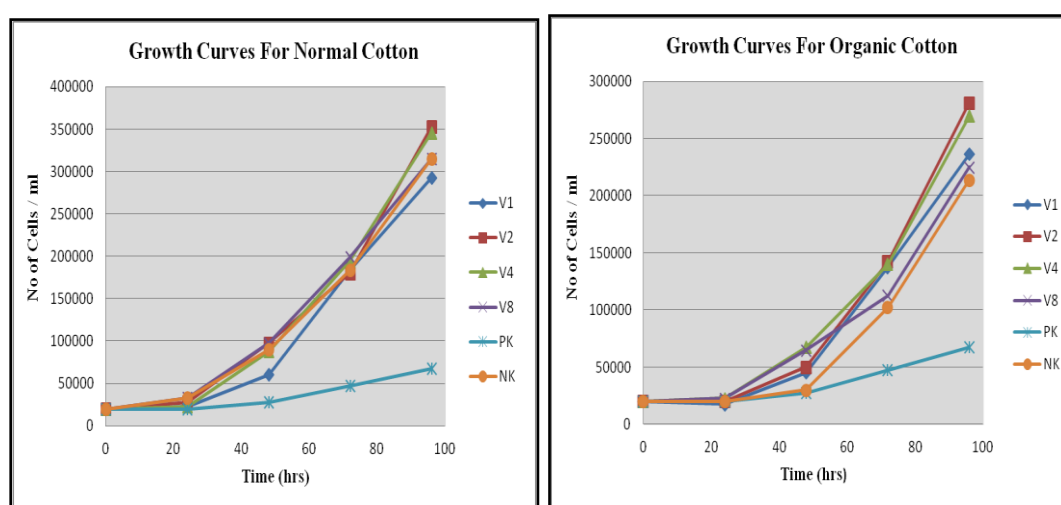 Growth Curves For Normal Cotton
No of Cells / ml
400000
350000
300000
250000
200000
150000
100000
50000
0
0 20 40 60 80 100
Time (hrs)
V1
V2
V4
V8
PK
NK
Growth Curves For Organic Cotton
No of Cells / ml
300000
250000
200000
150000
100000
50000
0
0 20 40 60 80 100
Time (hrs)
V1
V2
V4
V8
PK
NK